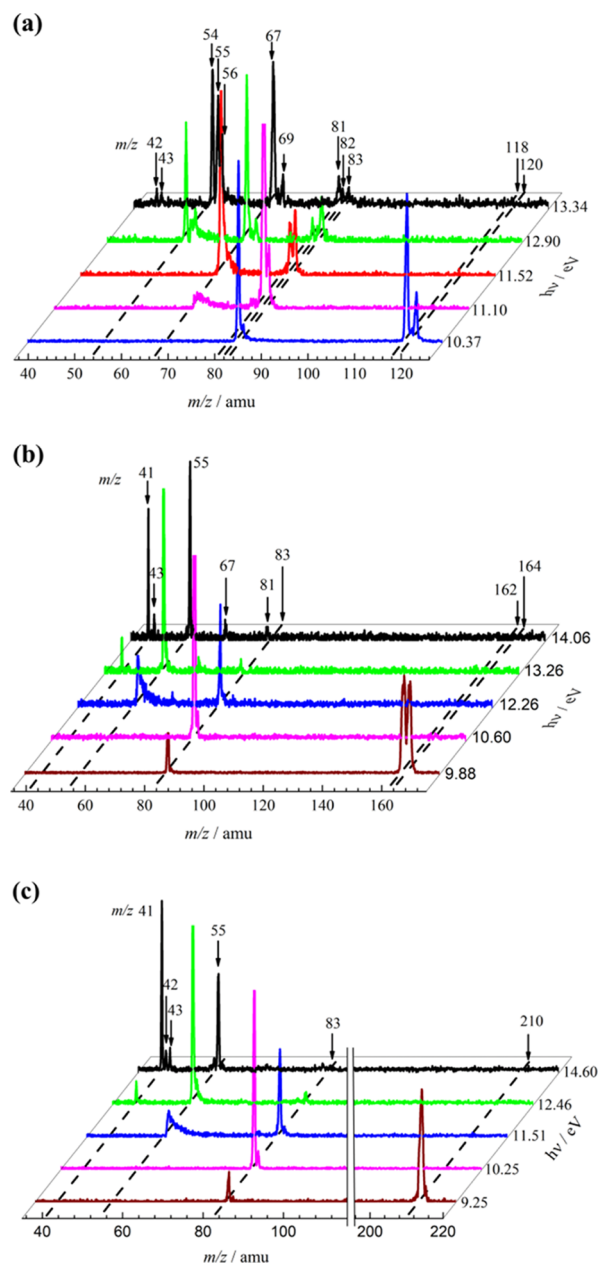 (a)
54
67
55
56
m/z 42
43
69
81
82
83
118
120
13.34
12.90
11.52
11.10
10.37
hν / eV
40 50 60 70 80 90 100 110 120
m/z / amu
(b)
m/z 41
55
43
67
81
83
162
164
14.06
13.26
12.26
10.60
9.88
hν / eV
40 60 80 100 120 140 160
m/z / amu
(c)
m/z 41
55
42
43
83
210
14.60
12.46
11.51
10.25
9.25
hν / eV
40 60 80 100 200 220
m/z / amu